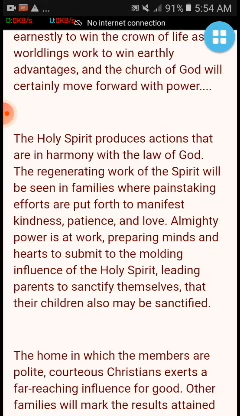 0:0KB/s U:0KB/s 91% 5:54 AM
No internet connection
earnestly to win the crown of life as
worldlings work to win earthly
advantages, and the church of God will
certainly move forward with power....
The Holy Spirit produces actions that
are in harmony with the law of God.
The regenerating work of the Spirit will
be seen in families where painstaking
efforts are put forth to manifest
kindness, patience, and love. Almighty
power is at work, preparing minds and
hearts to submit to the molding
influence of the Holy Spirit, leading
parents to sanctify themselves, that
their children also may be sanctified.
The home in which the members are
polite, courteous Christians exerts a
far-reaching influence for good. Other
families will mark the results attained